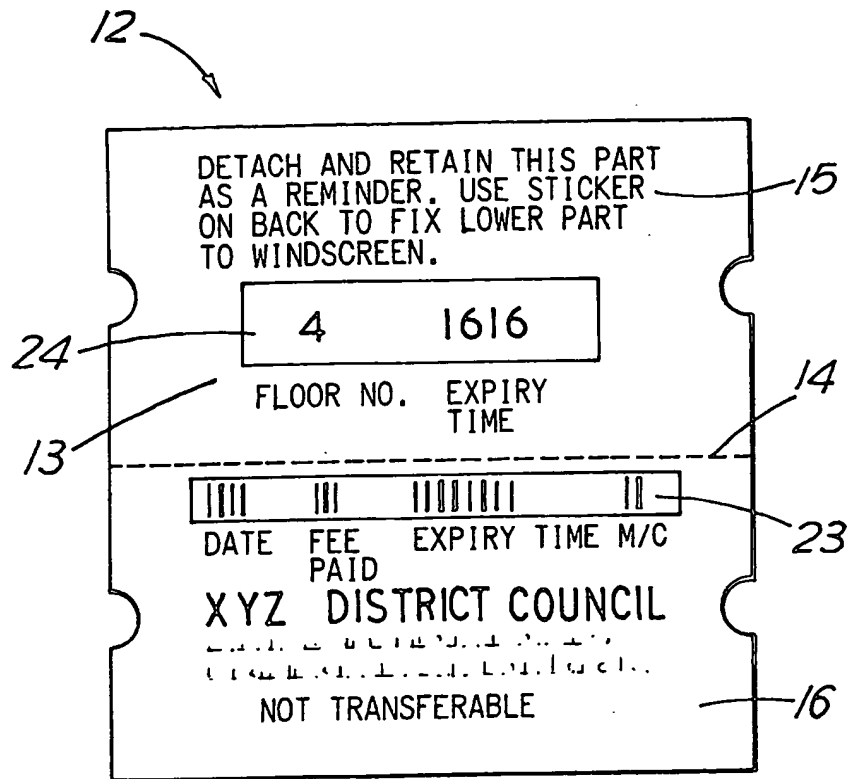 12
DETACH AND RETAIN THIS PART
AS A REMINDER. USE STICKER
ON BACK TO FIX LOWER PART
TO WINDSCREEN.
15
4 1616
24
FLOOR NO. EXPIRY
TIME
13
14
23
DATE FEE EXPIRY TIME M/C
PAID
XYZ DISTRICT COUNCIL
NOT TRANSFERABLE
16